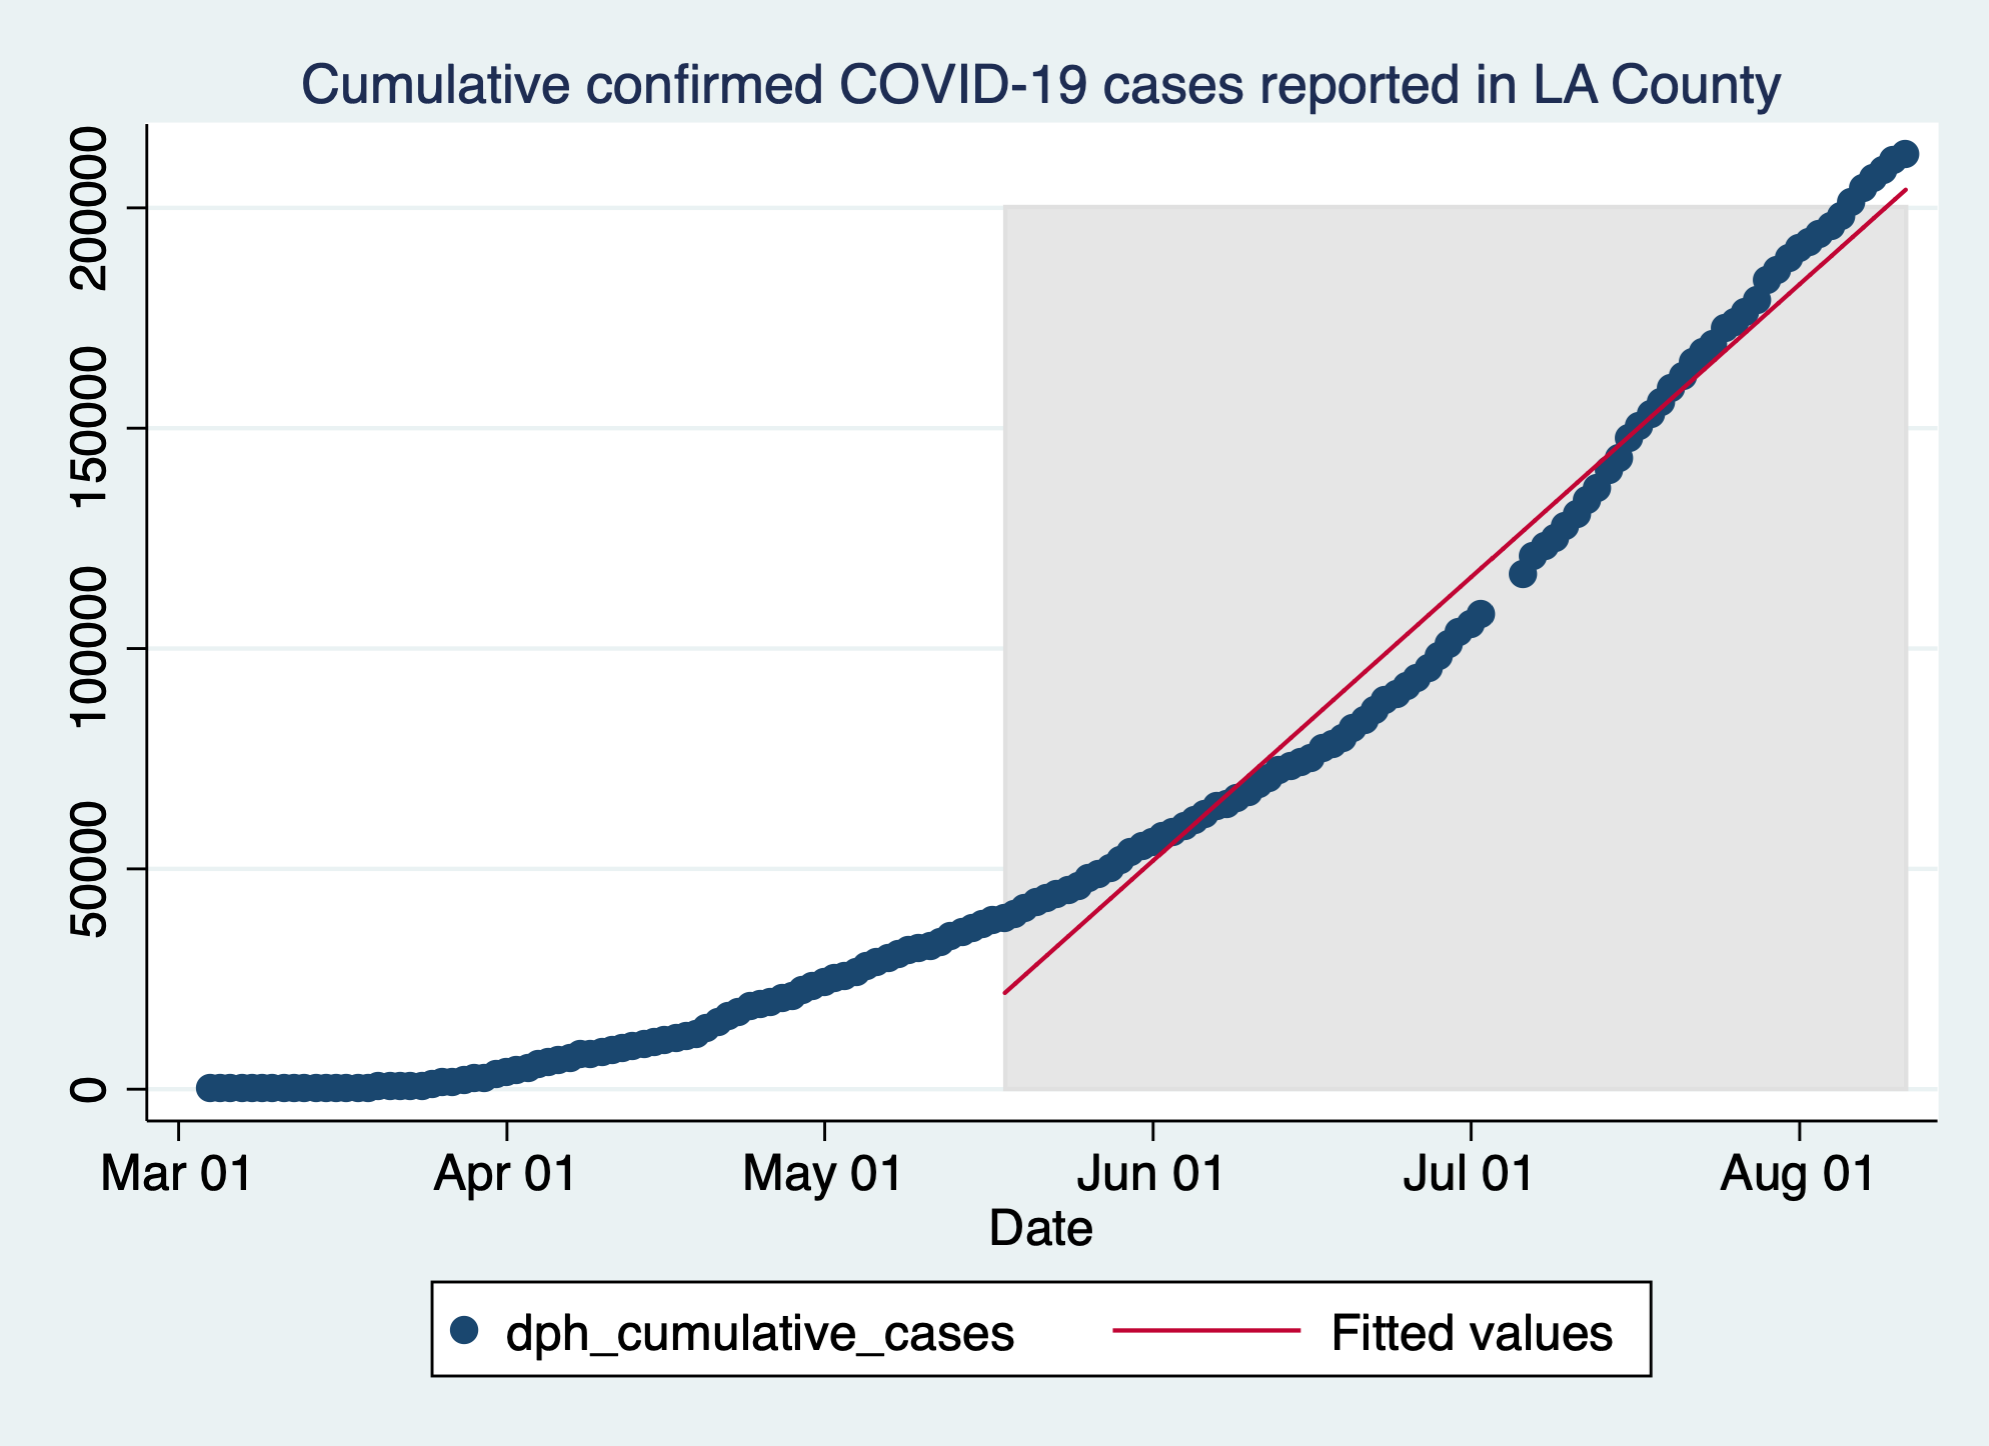 Cumulative confirmed COVID-19 cases reported in LA County
200000
150000
100000
50000
0
Mar 01 Apr 01 May 01 Jun 01 Jul 01 Aug 01
Date
dph_cumulative_cases Fitted values